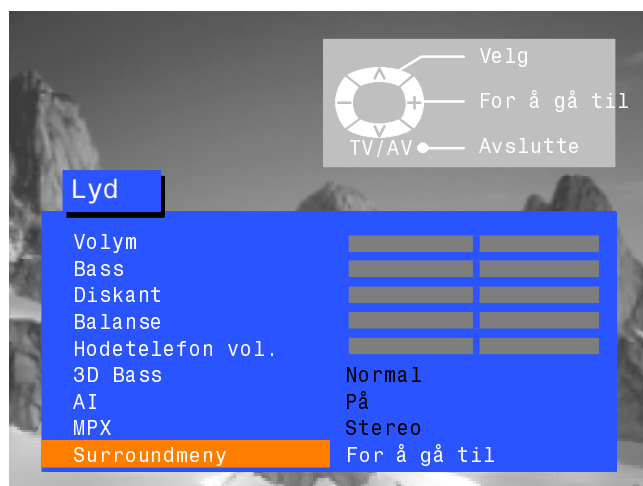 Velg
For å gå til
TV/AV Avslutte
Lyd
Volym
Bass
Diskant
Balanse
Hodetelefon vol.
3D Bass Normal
AI På
MPX Stereo
Surroundmeny For å gå til